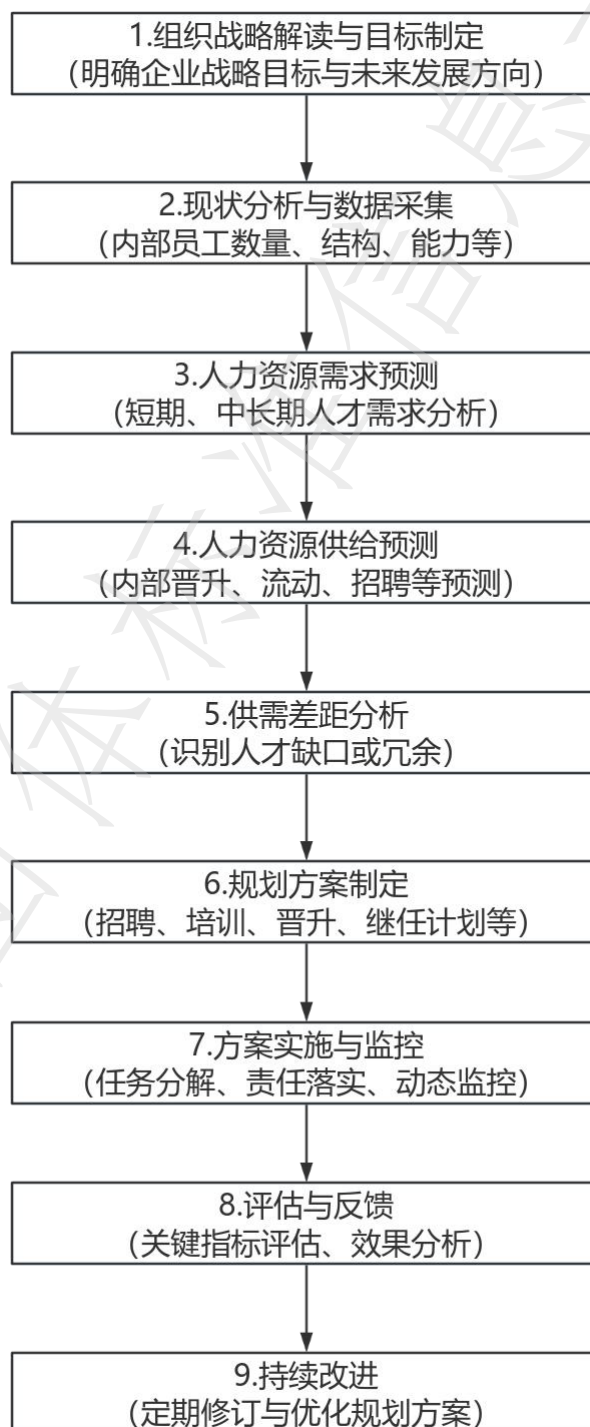 1.组织战略解读与目标制定
（明确企业战略目标与未来发展方向）
2.现状分析与数据采集
（内部员工数量、结构、能力等）
3.人力资源需求预测
（短期、中长期人才需求分析）
4.人力资源供给预测
（内部晋升、流动、招聘等预测）
5.供需差距分析
（识别人才缺口或冗余）
6.规划方案制定
（招聘、培训、晋升、继任计划等）
7.方案实施与监控
（任务分解、责任落实、动态监控）
8.评估与反馈
（关键指标评估、效果分析）
9.持续改进
（定期修订与优化规划方案）
体标准信息